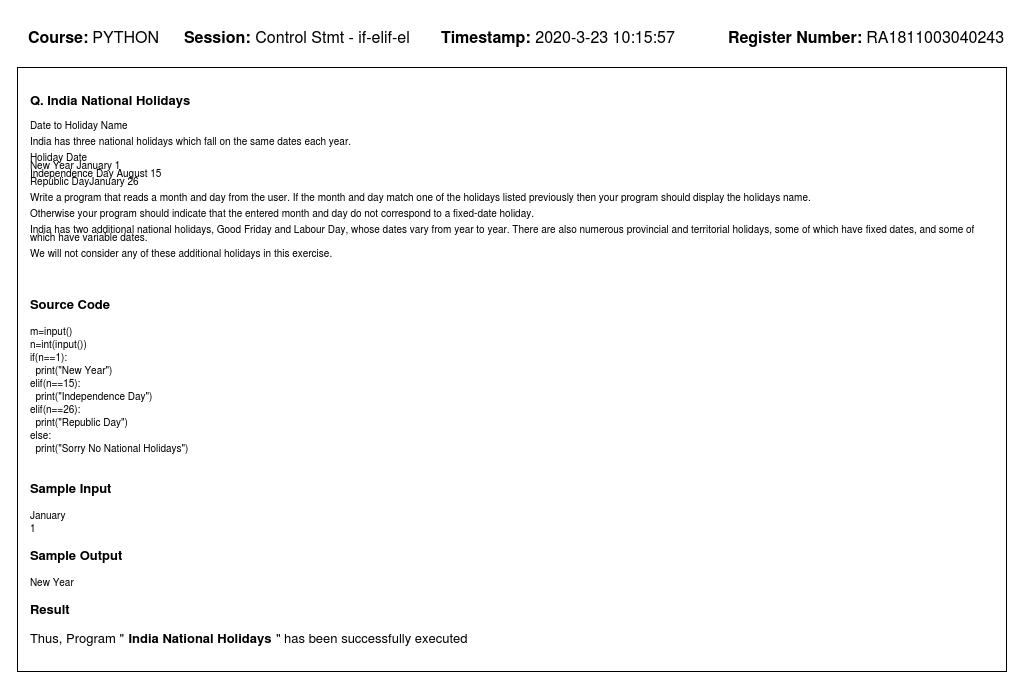 Course: PYTHON Session: Control Stmt - if-elif-el Timestamp: 2020-3-23 10:15:57 Register Number: RA1811003040243
Q. India National Holidays
Date to Holiday Name
India has three national holidays which fall on the same dates each year.
Holiday Date
New Year January 1
Independence Day August 15
Republic DayJanuary 26
Write a program that reads a month and day from the user. If the month and day match one of the holidays listed previously then your program should display the holidays name.
Otherwise your program should indicate that the entered month and day do not correspond to a fixed-date holiday.
India has two additional national holidays, Good Friday and Labour Day, whose dates vary from year to year. There are also numerous provincial and territorial holidays, some of which have fixed dates, and some of
which have variable dates.
We will not consider any of these additional holidays in this exercise.
Source Code
m=input()
n=int(input())
if(n==1):
  print("New Year")
elif(n==15):
  print("Independence Day")
elif(n==26):
  print("Republic Day")
else:
  print("Sorry No National Holidays")
Sample Input
January
1
Sample Output
New Year
Result
Thus, Program " India National Holidays " has been successfully executed